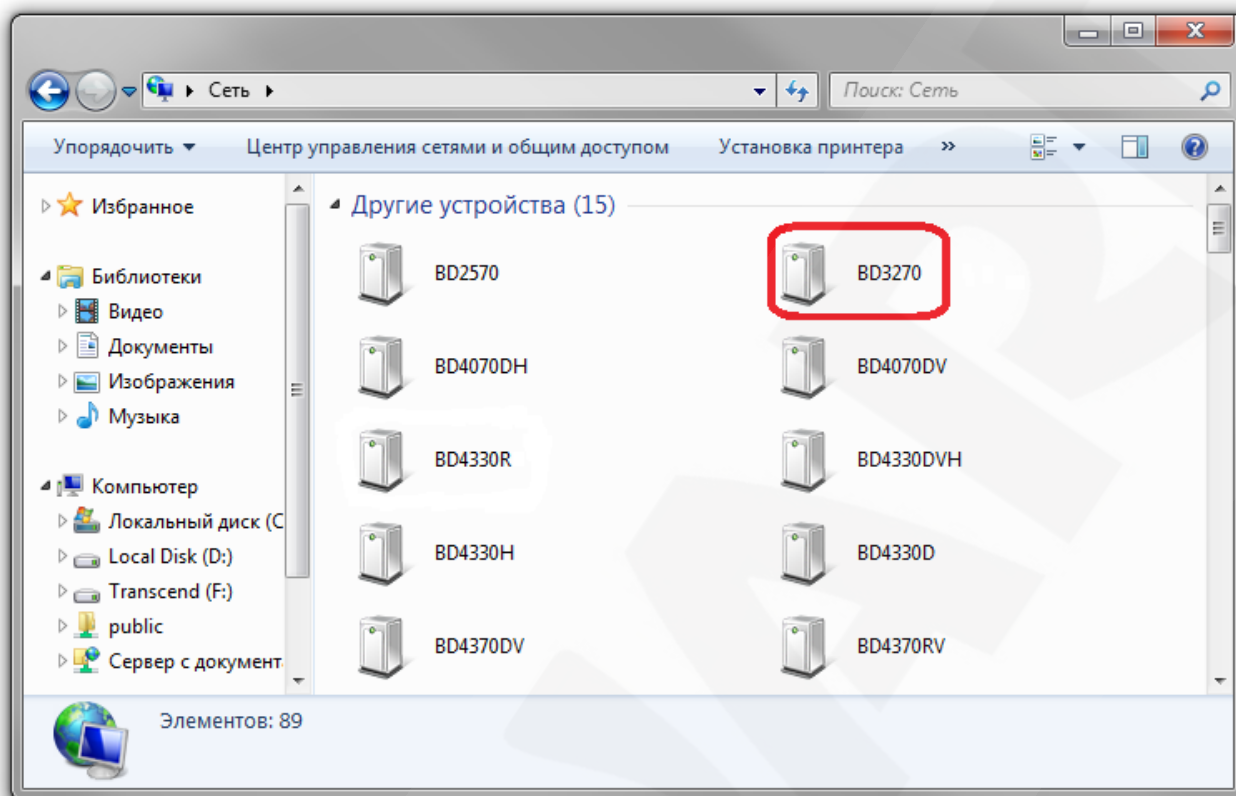 Сеть
Поиск: Сеть
Упорядочить
Центр управления сетями и общим доступом
Установка принтера
»
Избранное
Библиотеки
Видео
Документы
Изображения
Музыка
Компьютер
Локальный диск (C
Local Disk (D:)
Transcend (F:)
public
Сервер с документ
Другие устройства (15)
BD2570
BD3270
BD4070DH
BD4070DV
BD4330R
BD4330DVH
BD4330H
BD4330D
BD4370DV
BD4370RV
Элементов: 89